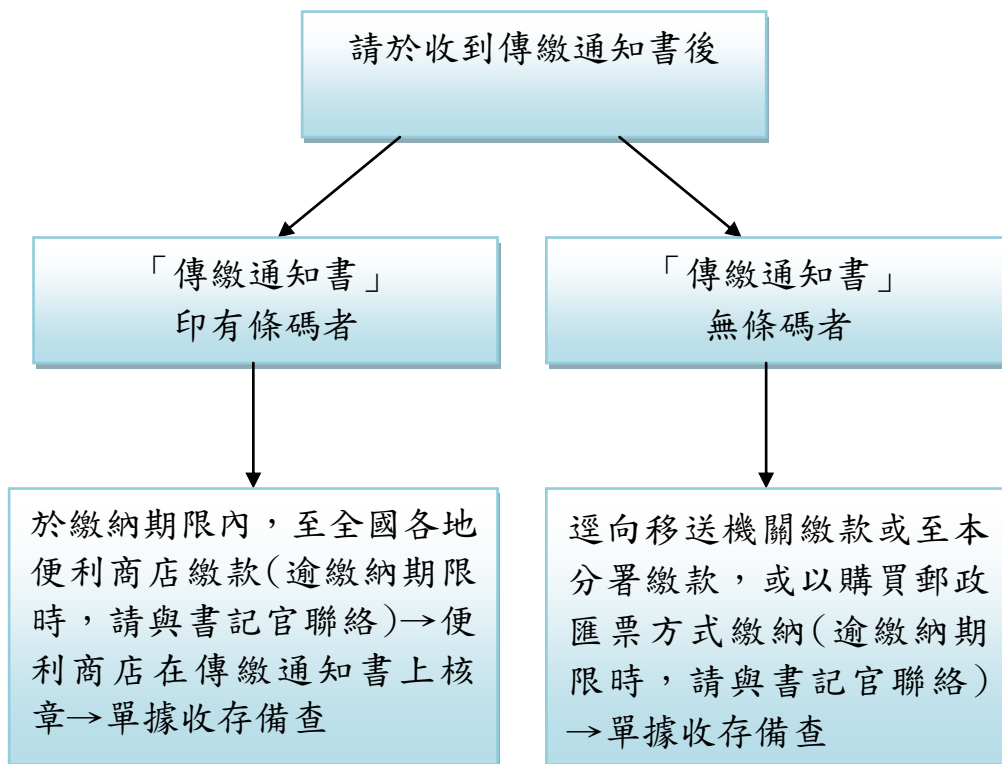 請於收到傳繳通知書後
「傳繳通知書」
印有條碼者
「傳繳通知書」
無條碼者
於繳納期限內，至全國各地
便利商店繳款(逾繳納期限
時，請與書記官聯絡)→便
利商店在傳繳通知書上核
章→單據收存備查
逕向移送機關繳款或至本
分署繳款，或以購買郵政
匯票方式繳納(逾繳納期
限時，請與書記官聯絡)
→單據收存備查